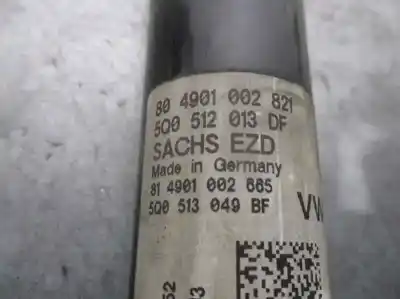 80 4901 002 821
5Q0 512 013 DF
SACHS EZD
Made in Germany
81 4901 002 665
5Q0 513 049 BF
VW
52